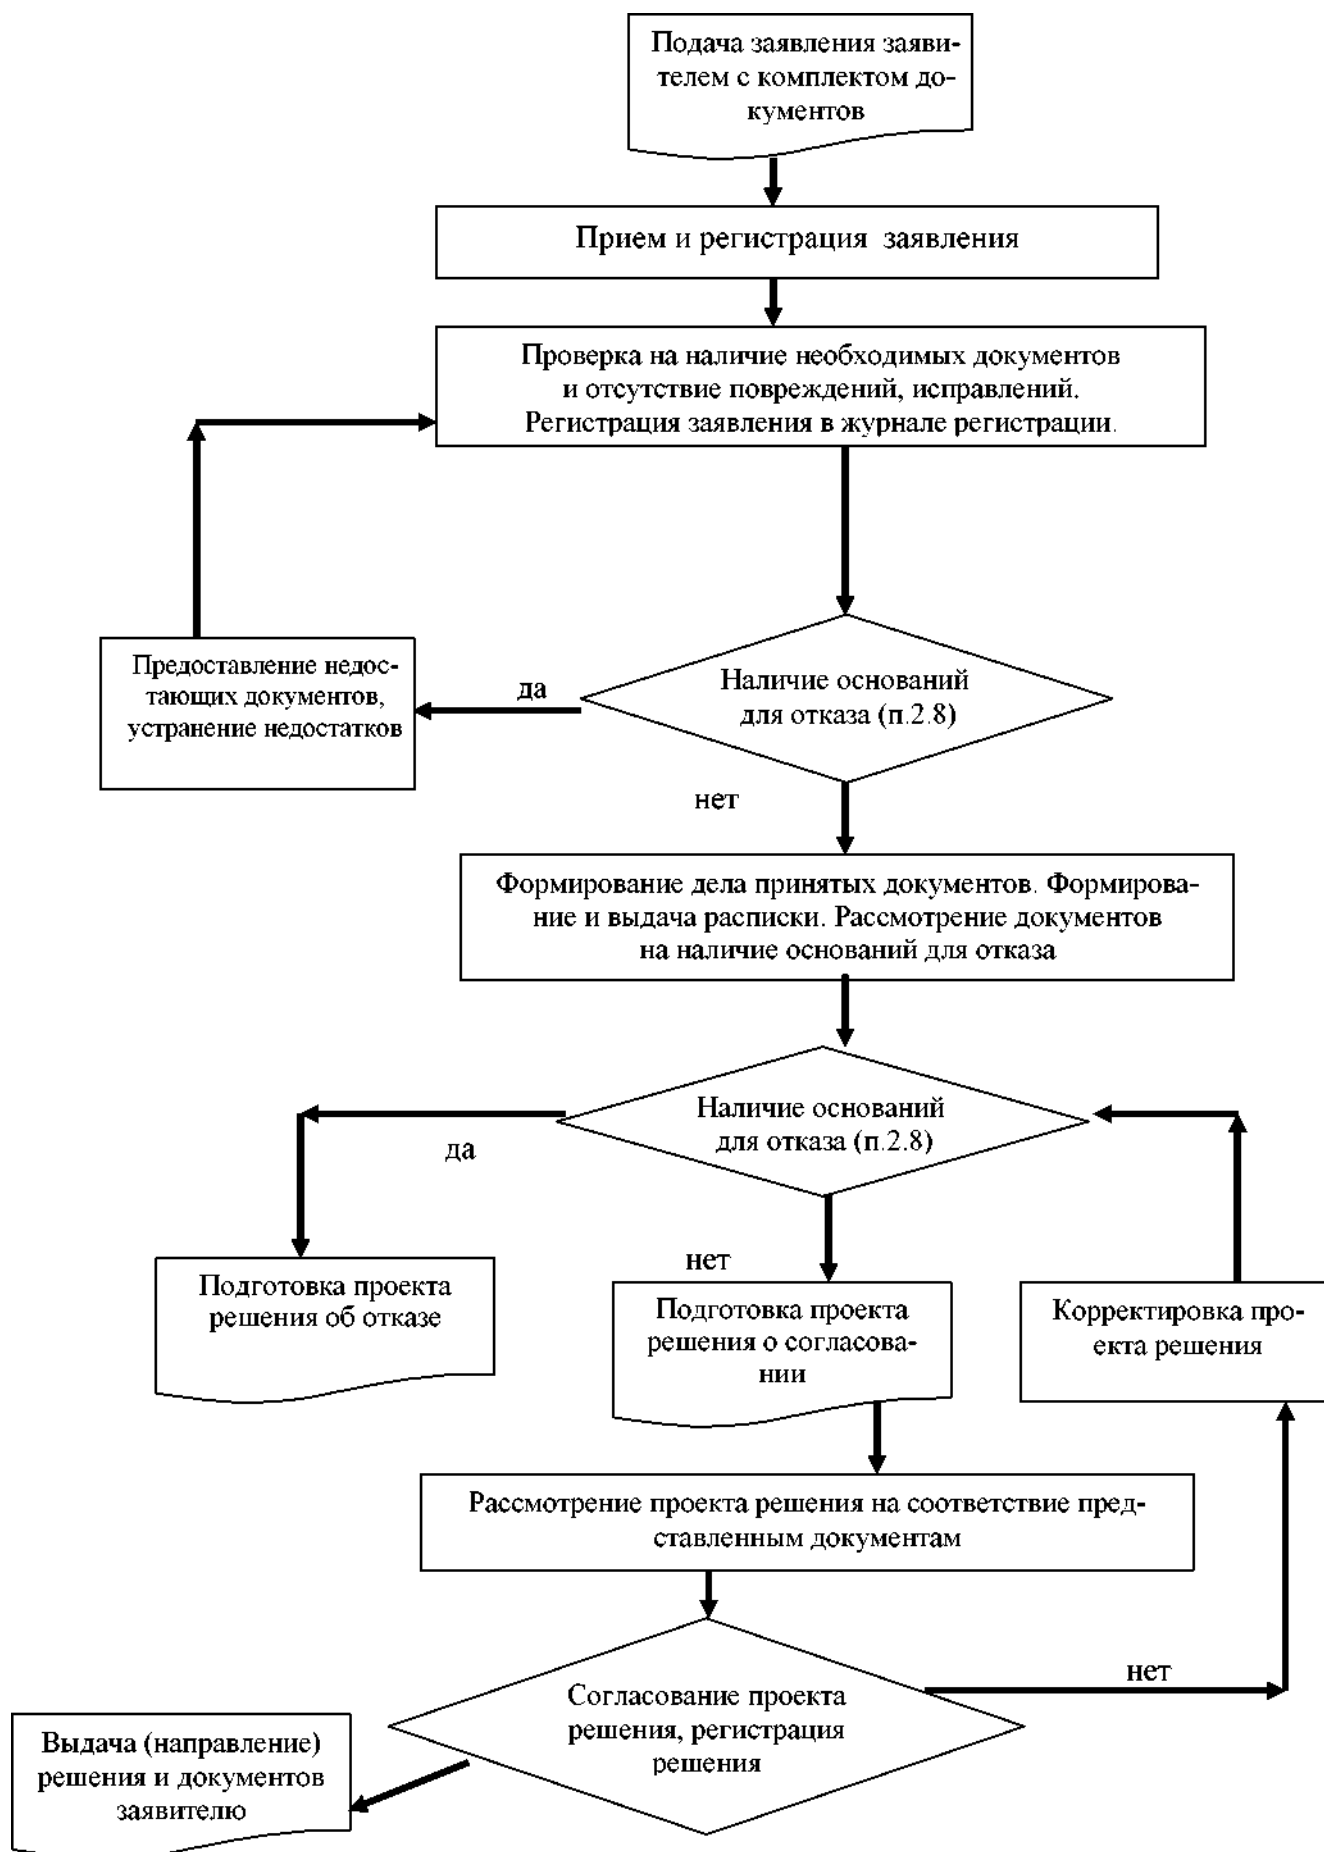 Подача заявления заяви-
телем с комплектом до-
кументов
Прием и регистрация заявления
Проверка на наличие необходимых документов
и отсутствие повреждений, исправлений.
Регистрация заявления в журнале регистрации.
Предоставление недос-
тающих документов,
устранение недостатков
да
Наличие оснований
для отказа (п.2.8)
нет
Формирование дела принятых документов. Формирова-
ние и выдача расписки. Рассмотрение документов
на наличие оснований для отказа
Наличие оснований
для отказа (п.2.8)
да
нет
Подготовка проекта
решения об отказе
Подготовка проекта
решения о согласова-
нии
Корректировка про-
екта решения
Рассмотрение проекта решения на соответствие пред-
ставленным документам
нет
Согласование проекта
решения, регистрация
решения
Выдача (направление)
решения и документов
заявителю